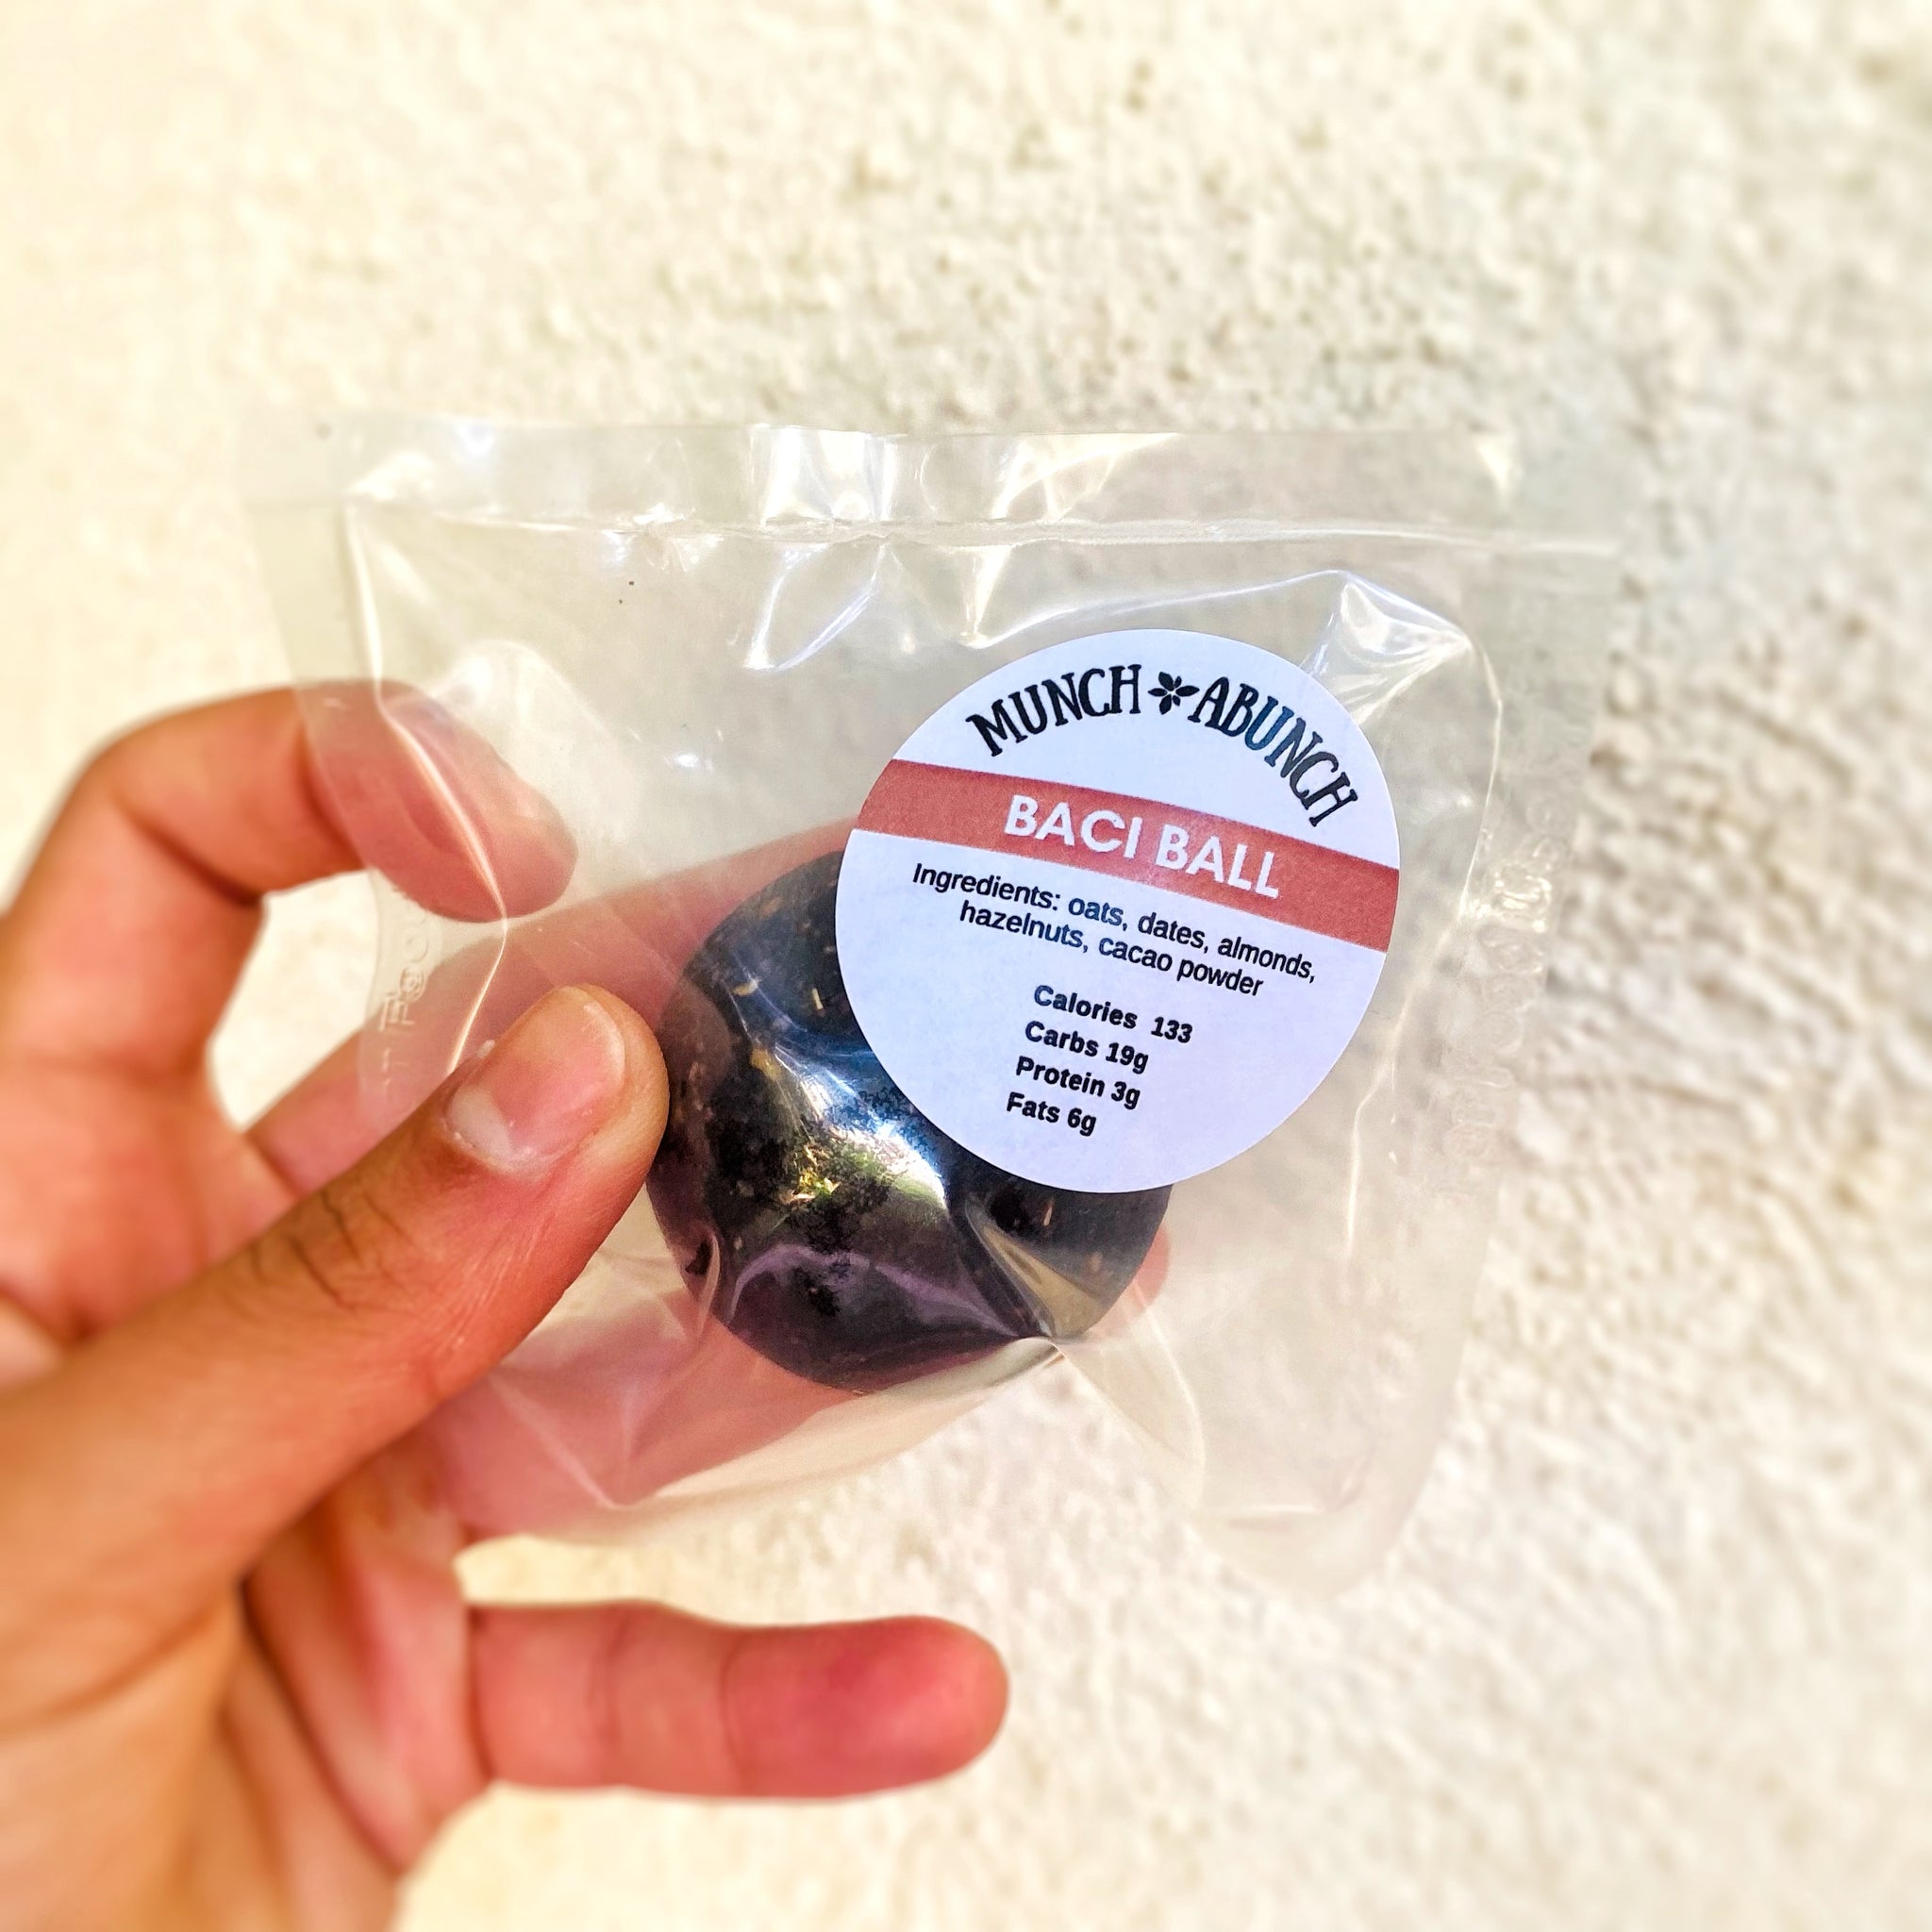 MUNCH ABUNCH
BACI BALL
Ingredients: oats, dates, almonds,
hazelnuts, cacao powder
Calories 133
Carbs 19g
Protein 3g
Fats 6g